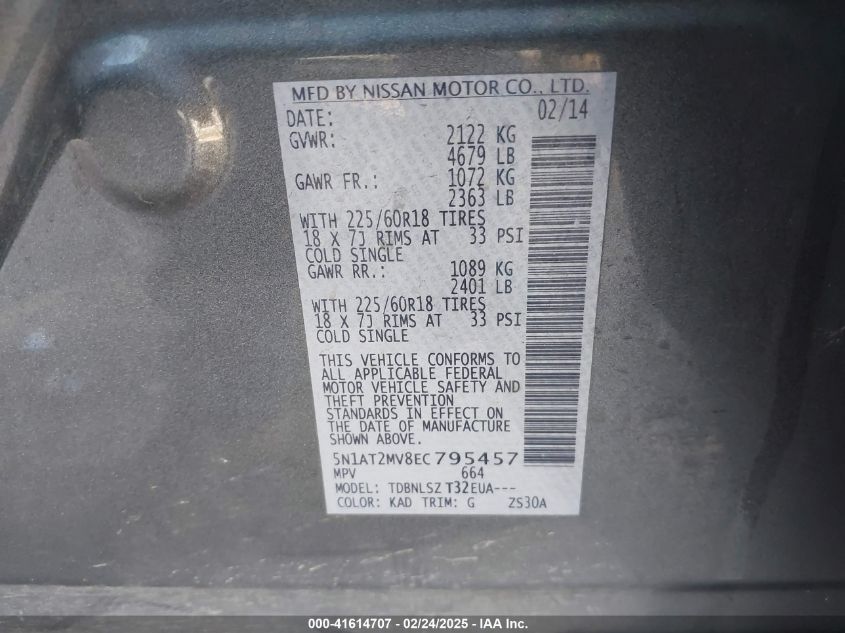 MFD BY NISSAN MOTOR CO., LTD.
DATE: 02/14
GVWR: 2122 KG
4679 LB
GAWR FR.: 1072 KG
2363 LB
WITH 225/60R18 TIRES
18 X 7J RIMS AT 33 PSI
COLD SINGLE
GAWR RR.: 1089 KG
2401 LB
WITH 225/60R18 TIRES
18 X 7J RIMS AT 33 PSI
COLD SINGLE
THIS VEHICLE CONFORMS TO
ALL APPLICABLE FEDERAL
MOTOR VEHICLE SAFETY AND
THEFT PREVENTION
STANDARDS IN EFFECT ON
THE DATE OF MANUFACTURE
SHOWN ABOVE.
5N1AT2MV8EC795457
MPV 664
MODEL: TDBNLSZ T32EUA---
COLOR: KAD TRIM: G ZS30A
000-41614707 - 02/24/2025 - IAA Inc.